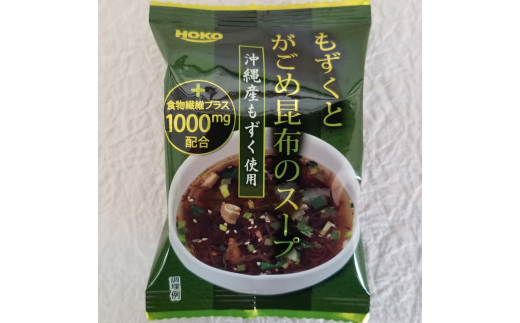 HOKO
もずくと
がごめ昆布のスープ
沖縄産もずく使用
+
食物繊維プラス
1000mg
配合
調理例